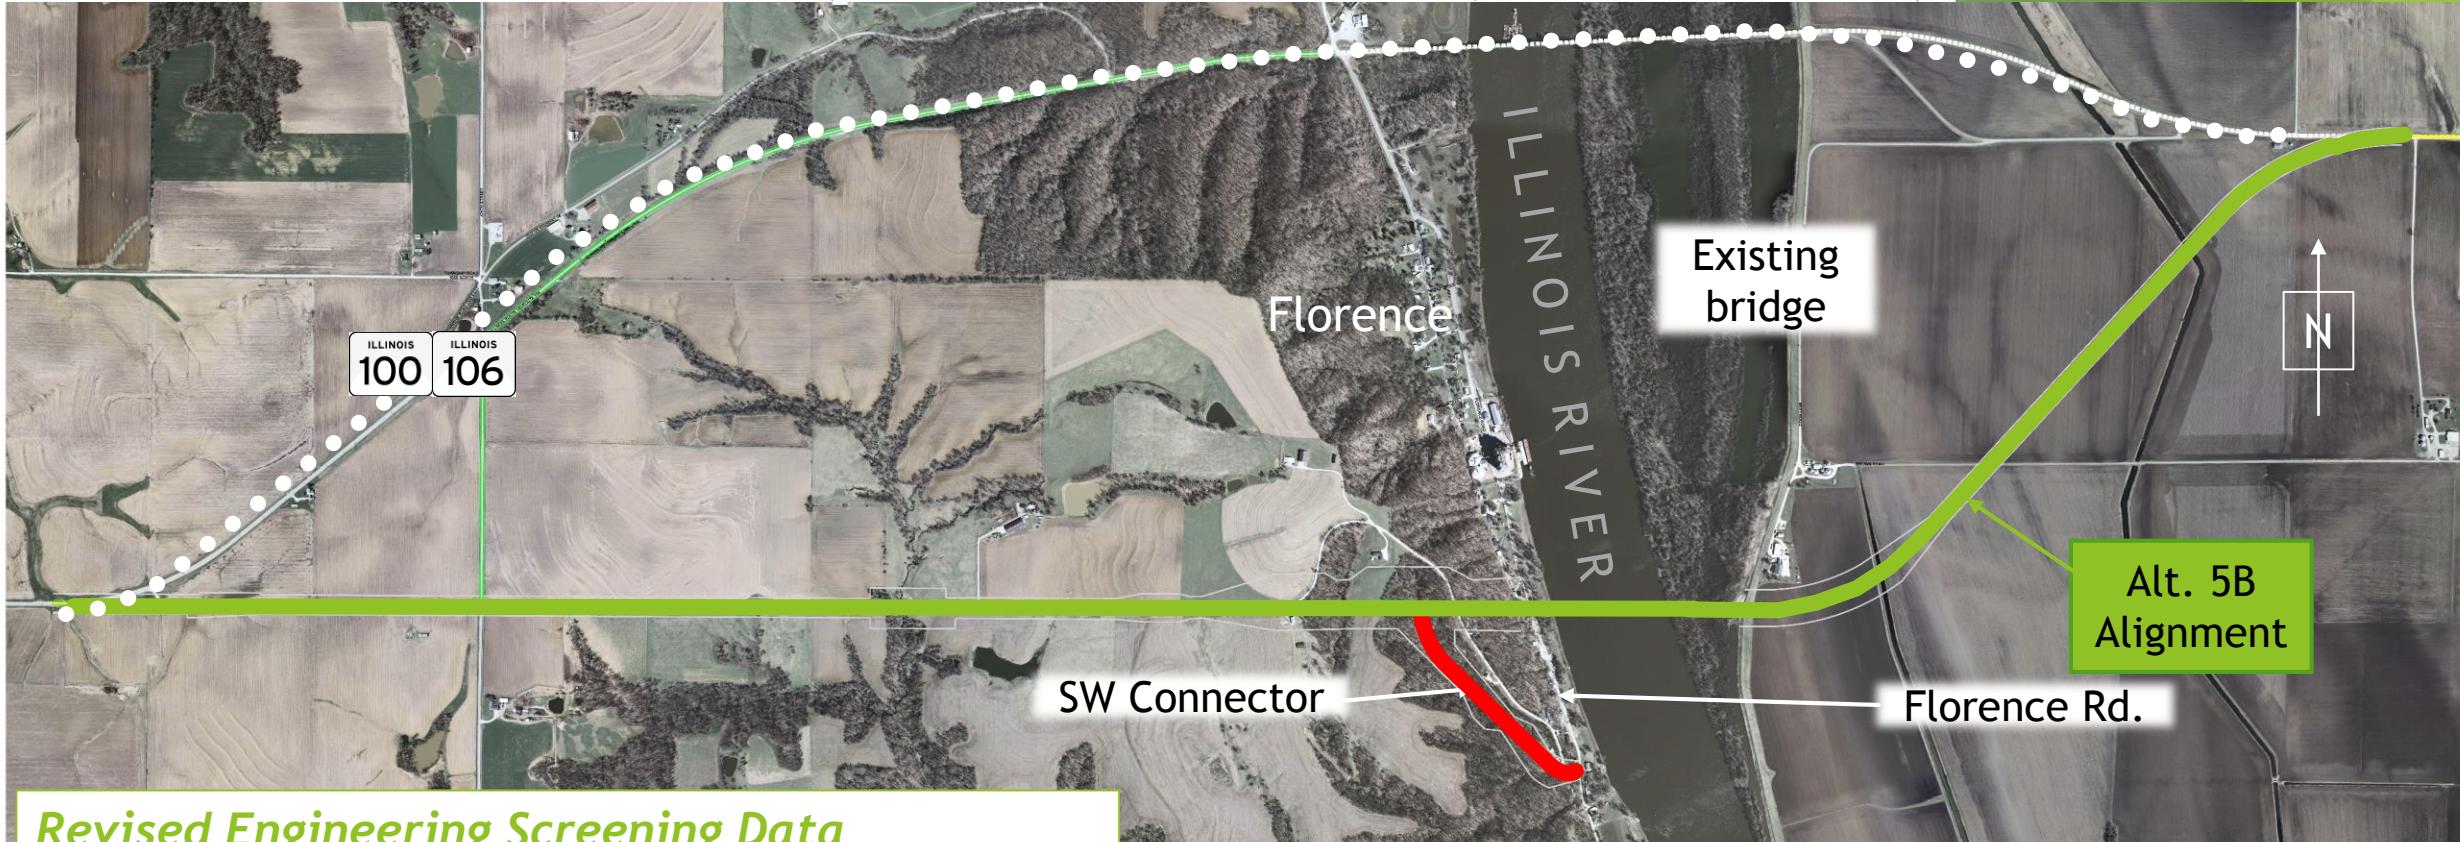 ILLINOIS RIVER
Existing
bridge
Florence
N
ILLINOIS
100
ILLINOIS
106
Alt. 5B
Alignment
SW Connector
Florence Rd.
Revised Engineering Screening Data